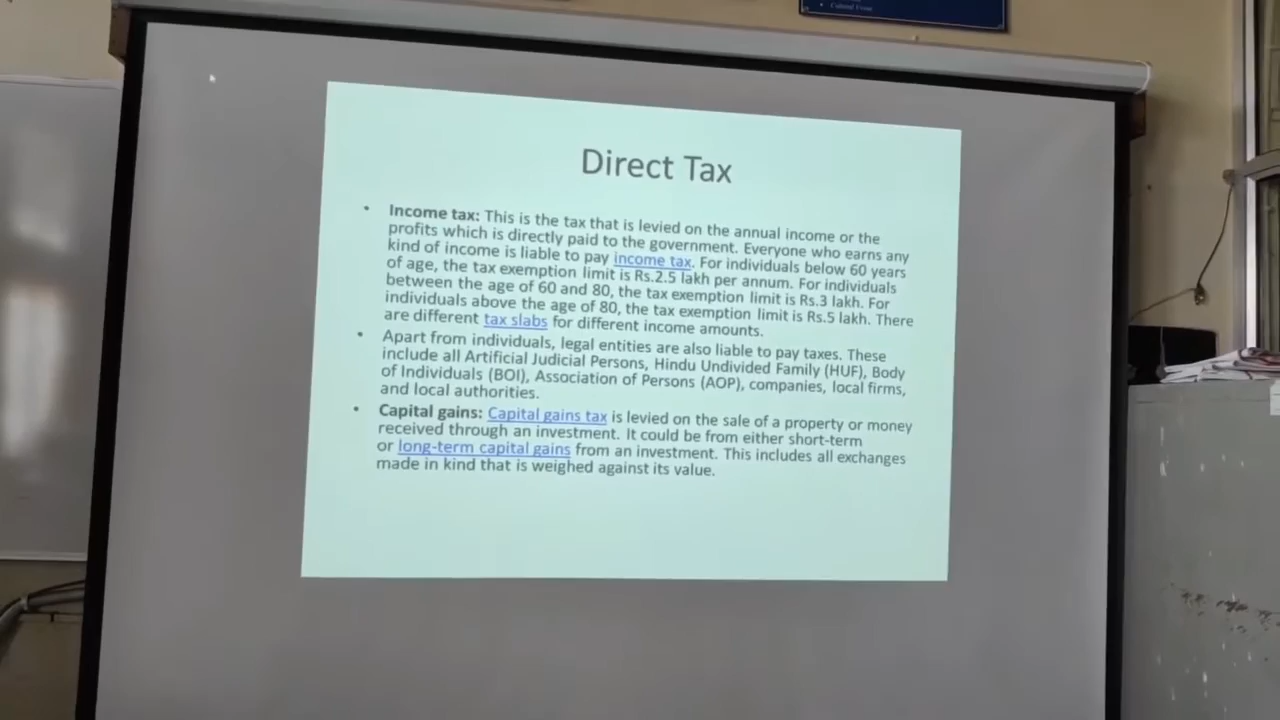 • Cultural Event
Direct Tax
• Income tax: This is the tax that is levied on the annual income or the
profits which is directly paid to the government. Everyone who earns any
kind of income is liable to pay income tax. For individuals below 60 years
of age, the tax exemption limit is Rs.2.5 lakh per annum. For individuals
between the age of 60 and 80, the tax exemption limit is Rs.3 lakh. For
individuals above the age of 80, the tax exemption limit is Rs.5 lakh. There
are different tax slabs for different income amounts.
• Apart from individuals, legal entities are also liable to pay taxes. These
include all Artificial Judicial Persons, Hindu Undivided Family (HUF), Body
of Individuals (BOI), Association of Persons (AOP), companies, local firms,
and local authorities.
• Capital gains: Capital gains tax is levied on the sale of a property or money
received through an investment. It could be from either short-term
or long-term capital gains from an investment. This includes all exchanges
made in kind that is weighed against its value.